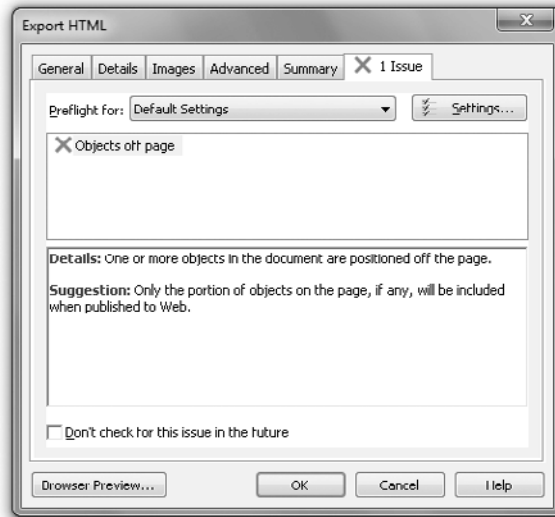 Export HTML
General Details Images Advanced Summary 1 Issue
Preflight for: Default Settings Settings...
Objects off page
Details: One or more objects in the document are positioned off the page.
Suggestion: Only the portion of objects on the page, if any, will be included
when published to Web.
Don't check for this issue in the future
Browser Preview... OK Cancel Help